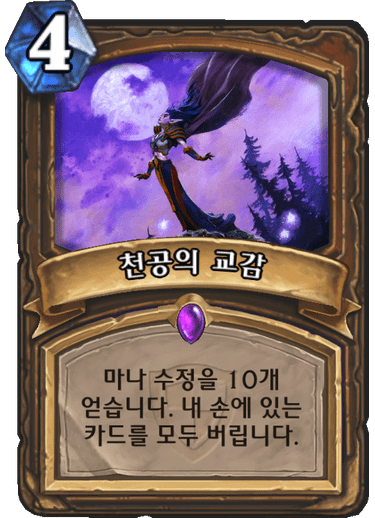 4
천공의 교감
마나 수정을 10개
얻습니다. 내 손에 있는
카드를 모두 버립니다.